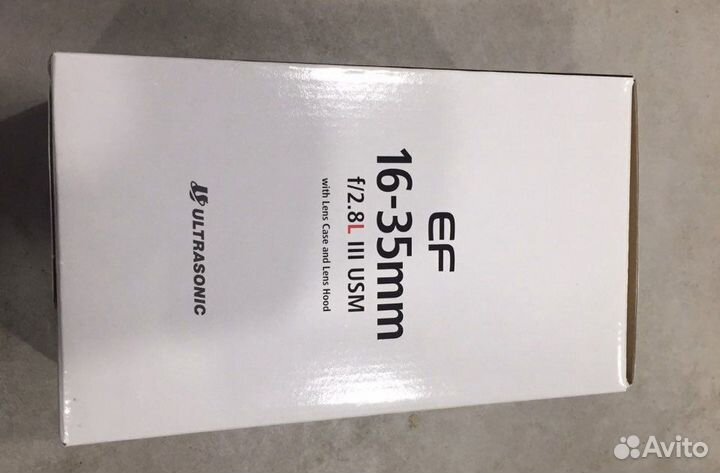 EF
16-35mm
f/2.8L III USM
with Lens Case and Lens Hood
ULTRASONIC
Avito